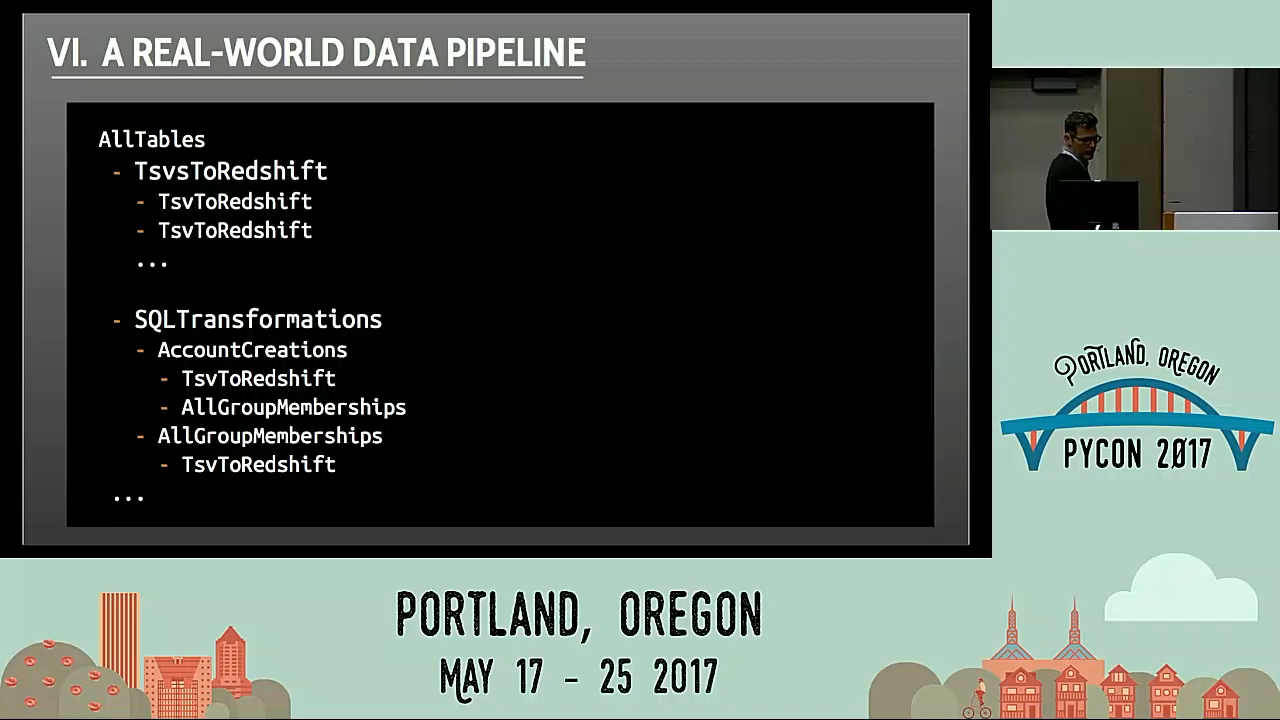 VI. A REAL-WORLD DATA PIPELINE
AllTables
- TsvsToRedshift
- TsvToRedshift
- TsvToRedshift
...
- SQLTransformations
- AccountCreations
- TsvToRedshift
- AllGroupMemberships
- AllGroupMemberships
- TsvToRedshift
...
PORTLAND, OREGON
PYCON 2017
PORTLAND, OREGON
MAY 17 - 25 2017